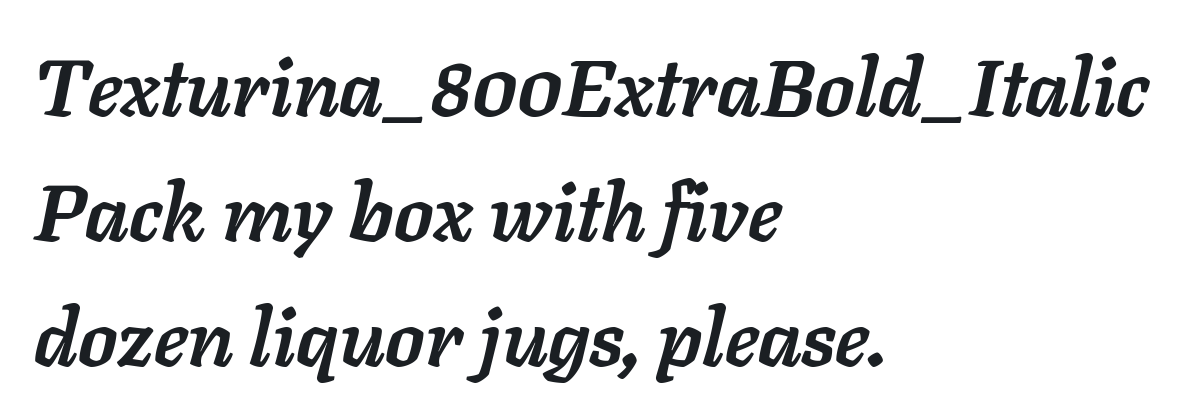 Texturina_800ExtraBold_Italic
Pack my box with five
dozen liquor jugs, please.